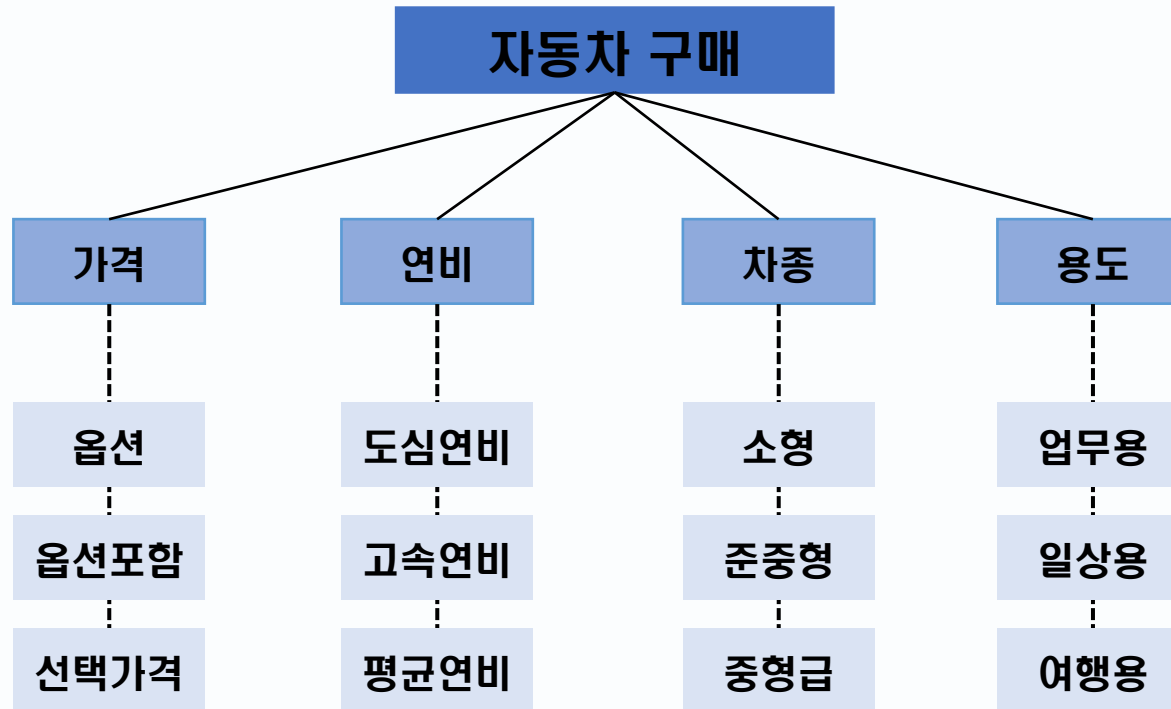 자동차 구매
가격
연비
차종
용도
옵션
도심연비
소형
업무용
옵션포함
고속연비
준중형
일상용
선택가격
평균연비
중형급
여행용